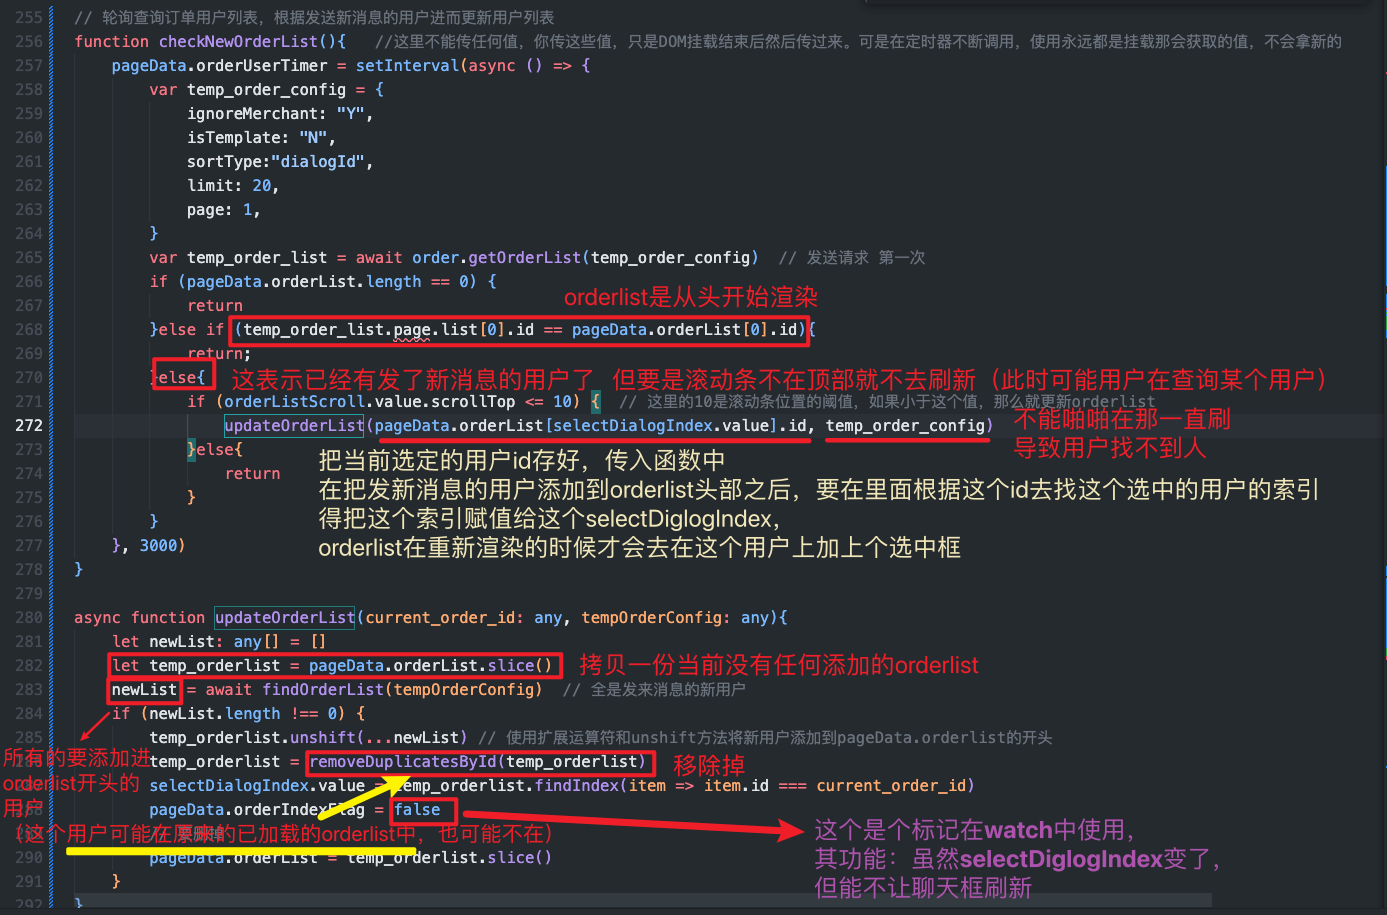 255 // 轮询查询订单用户列表，根据发送新消息的用户进而更新用户列表
256 function checkNewOrderList(){ //这里不能传任何值，你传这些值，只是DOM挂载结束后然后传过来。可是在定时器不断调用，使用永远都是挂载那会获取的值，不会拿新的
257 pageData.orderUserTimer = setInterval(async () => {
258 var temp_order_config = {
259 ignoreMerchant: "Y",
260 isTemplate: "N",
261 sortType:"dialogId",
262 limit: 20,
263 page: 1,
264 }
265 var temp_order_list = await order.getOrderList(temp_order_config) // 发送请求 第一次
266 if (pageData.orderList.length == 0) {
267 return
orderlist是从头开始渲染
268 }else if (temp_order_list.page.list[0].id == pageData.orderList[0].id){
269 return;
270 }else{
这表示已经有发了新消息的用户了，但要是滚动条不在顶部就不去刷新（此时可能用户在查询某个用户）
271 if (orderListScroll.value.scrollTop <= 10) { // 这里的10是滚动条位置的阈值，如果小于这个值，那么就更新orderlist
272 updateOrderList(pageData.orderList[selectDialogIndex.value].id, temp_order_config)
不能啪啪在那一直刷
导致用户找不到人
273 }else{
274 return
275 }
276 }
277 }, 3000)
278 }
把当前选定的用户id存好，传入函数中
在把发新消息的用户添加到orderlist头部之后，要在里面根据这个id去找这个选中的用户的索引
得把这个索引赋值给这个selectDiglogIndex，
orderlist在重新渲染的时候才会去在这个用户上加上个选中框
279
280 async function updateOrderList(current_order_id: any, tempOrderConfig: any){
281 let newList: any[] = []
282 let temp_orderlist = pageData.orderList.slice()
拷贝一份当前没有任何添加的orderlist
283 newList = await findOrderList(tempOrderConfig) // 全是发来消息的新用户
284 if (newList.length !== 0) {
285 temp_orderlist.unshift(...newList) // 使用扩展运算符和unshift方法将新用户添加到pageData.orderlist的开头
temp_orderlist = removeDuplicatesById(temp_orderlist)
移除掉
selectDialogIndex.value = temp_orderlist.findIndex(item => item.id === current_order_id)
pageData.orderIndexFlag = false
所有的要添加进
orderlist开头的
用户
（这个用户可能在原来的已加载的orderlist中，也可能不在）
这个是个标记在watch中使用，
其功能：虽然selectDiglogIndex变了，
但能不让聊天框刷新
290 pageData.orderList = temp_orderlist.slice()
291 }
292 }